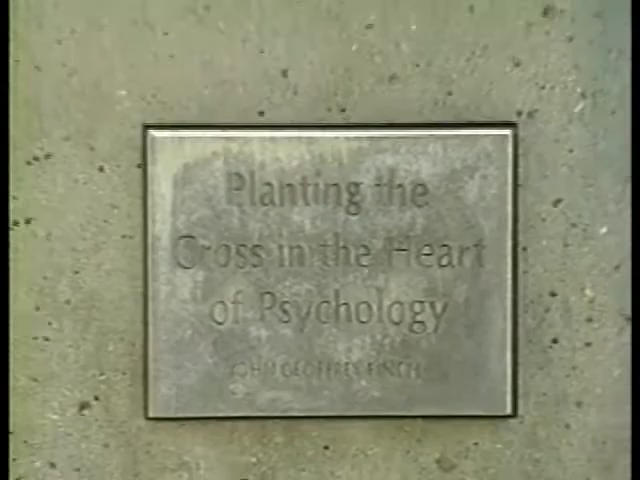 Planting the
Cross in the Heart
of Psychology
JOHN GEOFFREY FINCH